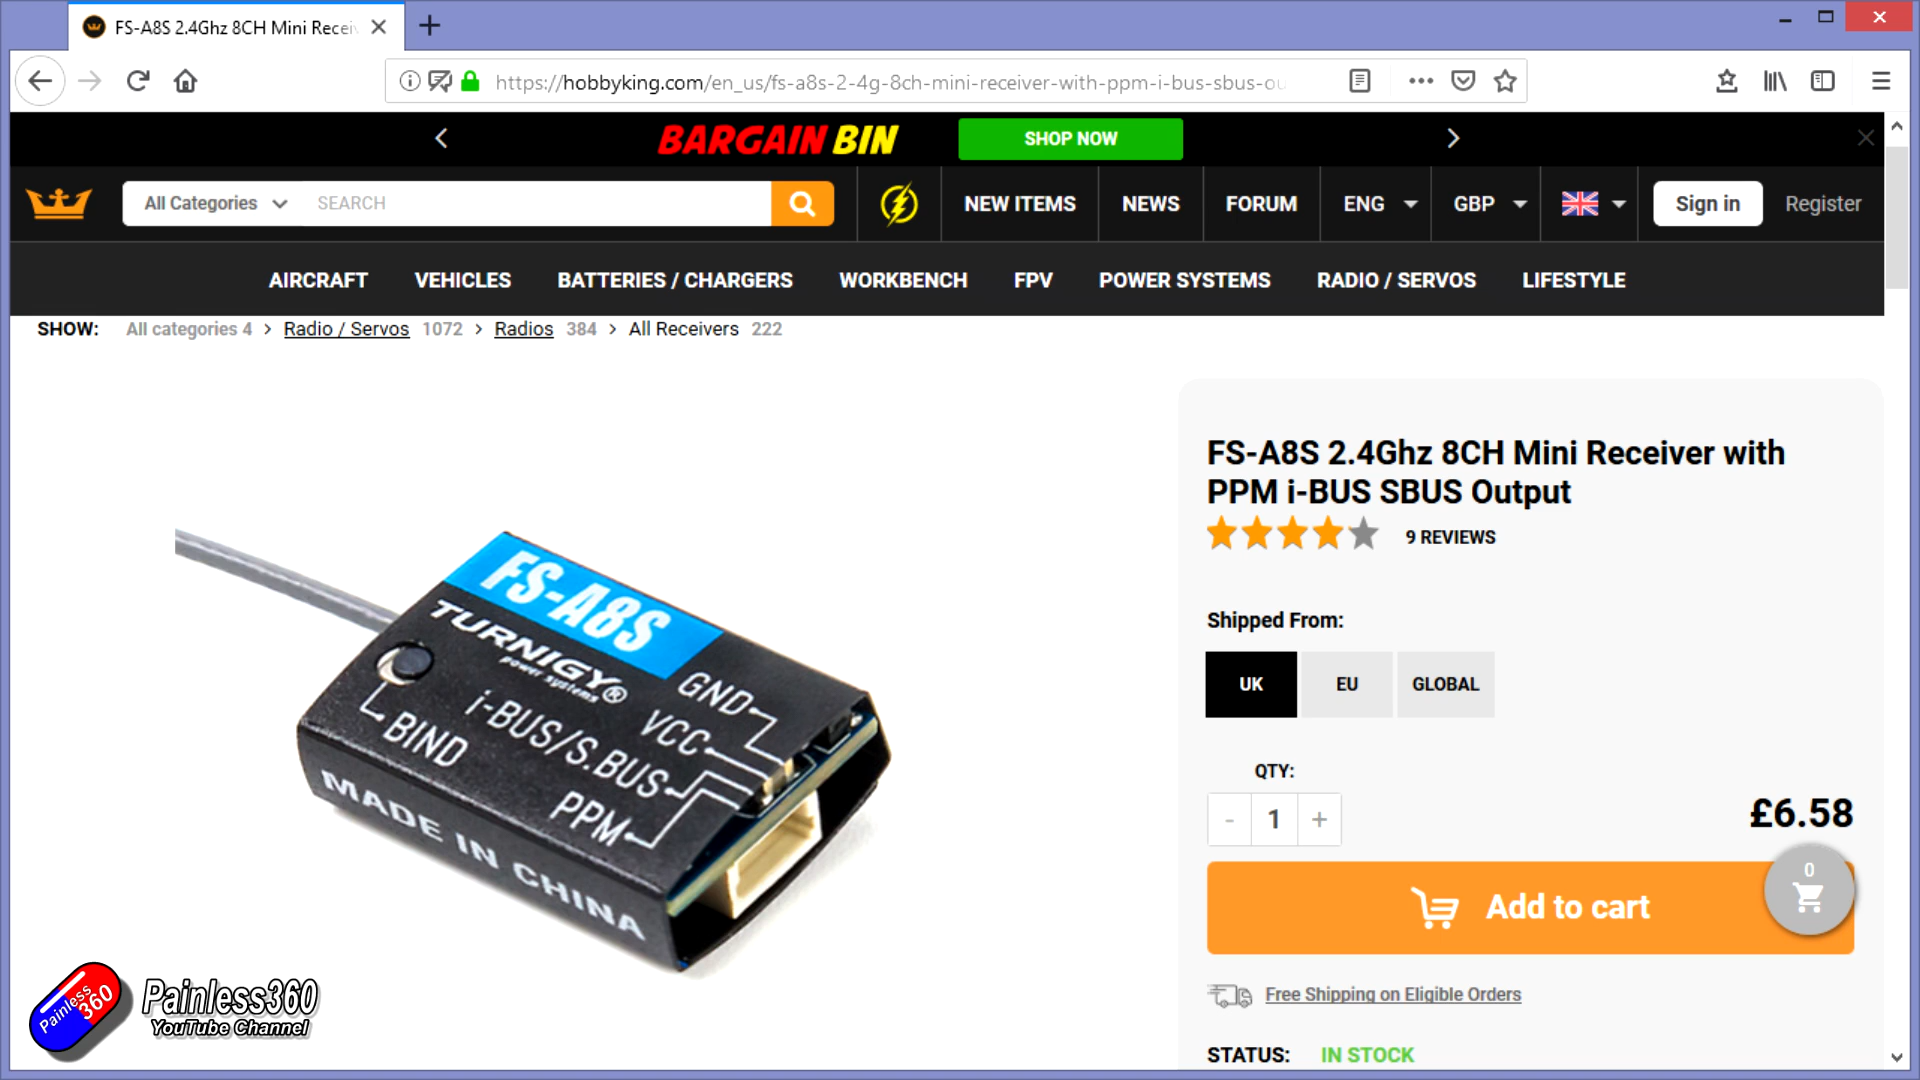 FS-A8S 2.4Ghz 8CH Mini Recei
https://hobbyking.com/en_us/fs-a8s-2-4g-8ch-mini-receiver-with-ppm-i-bus-sbus-ou
BARGAIN BIN
SHOP NOW
All Categories
SEARCH
NEW ITEMS
NEWS
FORUM
ENG
GBP
Sign in
Register
AIRCRAFT
VEHICLES
BATTERIES / CHARGERS
WORKBENCH
FPV
POWER SYSTEMS
RADIO / SERVOS
LIFESTYLE
SHOW: All categories 4 > Radio / Servos 1072 > Radios 384 > All Receivers 222
FS-A8S
TURNIGY®
power systems
GND
VCC
i-BUS/S.BUS
PPM
BIND
MADE IN CHINA
FS-A8S 2.4Ghz 8CH Mini Receiver with
PPM i-BUS SBUS Output
9 REVIEWS
Shipped From:
UK
EU
GLOBAL
QTY:
- 1 +
£6.58
0
Add to cart
Free Shipping on Eligible Orders
STATUS: IN STOCK
Painless
360
Painless360
YouTube Channel